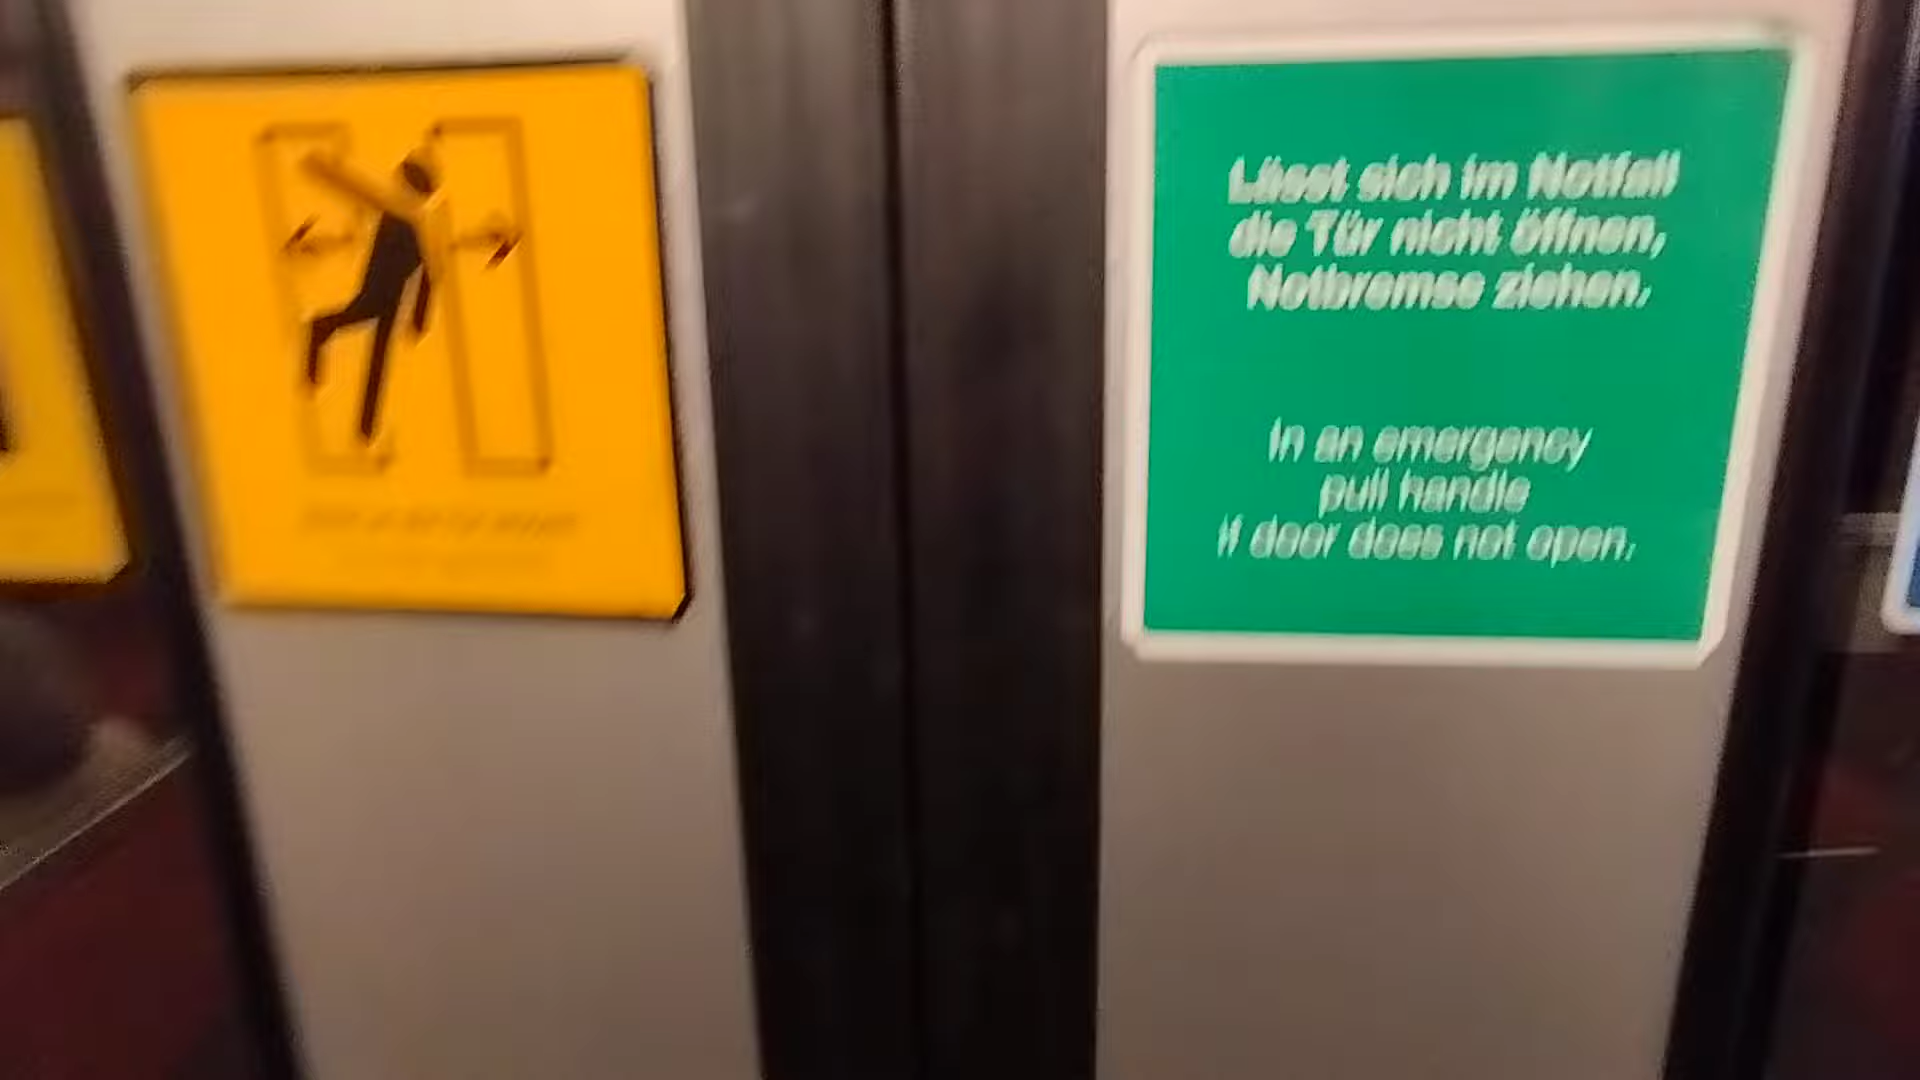 Lässt sich im Notfall
die Tür nicht öffnen,
Notbremse ziehen.
In an emergency
pull handle
if door does not open.